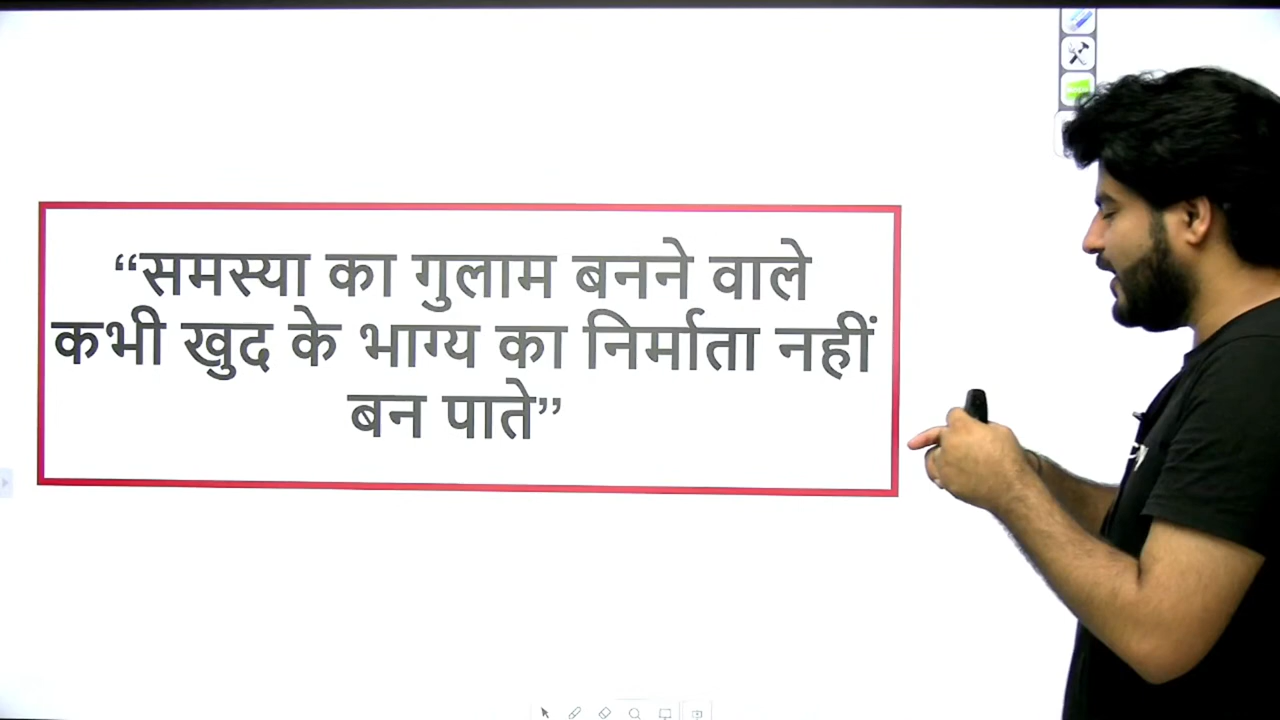 “समस्या का गुलाम बनने वाले
कभी खुद के भाग्य का निर्माता नहीं
बन पाते”